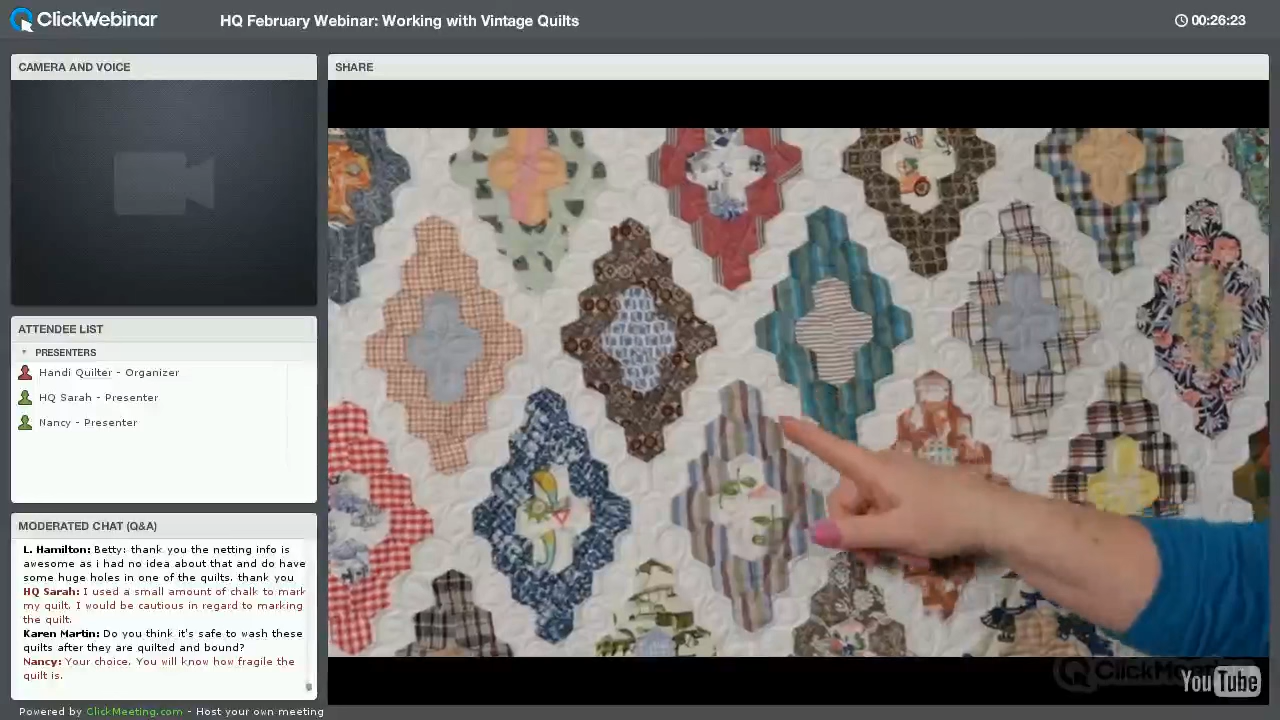 ClickWebinar
HQ February Webinar: Working with Vintage Quilts
00:26:23
CAMERA AND VOICE
SHARE
ATTENDEE LIST
PRESENTERS
Handi Quilter - Organizer
HQ Sarah - Presenter
Nancy - Presenter
MODERATED CHAT (Q&A)
L. Hamilton: Betty: thank you the netting info is
awesome as i had no idea about that and do have
some huge holes in one of the quilts. thank you
HQ Sarah: I used a small amount of chalk to mark
my quilt. I would be cautious in regard to marking
the quilt.
Karen Martin: Do you think it's safe to wash these
quilts after they are quilted and bound?
Nancy: Your choice. You will know how fragile the
quilt is.
YouTube
Powered by ClickMeeting.com - Host your own meeting